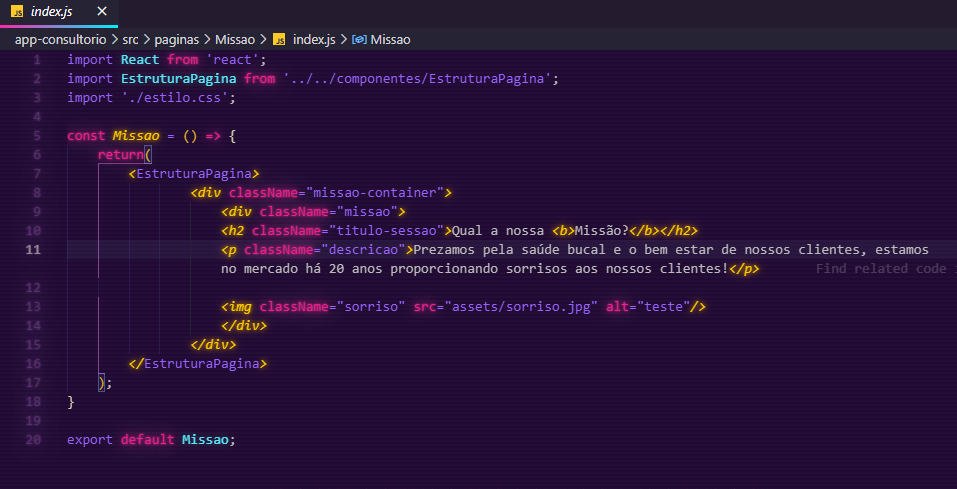 JS index.js ×
app-consultorio > src > paginas > Missao > JS index.js > Missao
1 import React from 'react';
2 import EstruturaPagina from '../../componentes/EstruturaPagina';
3 import './estilo.css';
4
5 const Missao = () => {
6 return(
7 <EstruturaPagina>
8 <div className="missao-container">
9 <div className="missao">
10 <h2 className="titulo-sessao">Qual a nossa <b>Missão?</b></h2>
11 <p className="descricao">Prezamos pela saúde bucal e o bem estar de nossos clientes, estamos
no mercado há 20 anos proporcionando sorrisos aos nossos clientes!</p> Find related code
12
13 <img className="sorriso" src="assets/sorriso.jpg" alt="teste"/>
14 </div>
15 </div>
16 </EstruturaPagina>
17 );
18 }
19
20 export default Missao;